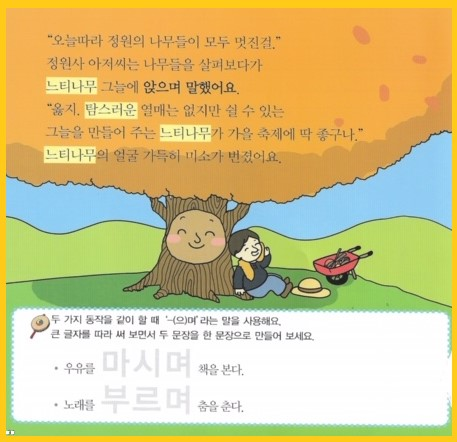 “오늘따라 정원의 나무들이 모두 멋진걸.”
정원사 아저씨는 나무들을 살펴보다가
느티나무 그늘에 앉으며 말했어요.
“옳지. 탐스러운 열매는 없지만 쉴 수 있는
그늘을 만들어 주는 느티나무가 가을 축제에 딱 좋구나.”
느티나무의 얼굴 가득히 미소가 번졌어요.
두 가지 동작을 같이 할 때 '-(으)며'라는 말을 사용해요.
큰 글자를 따라 써 보면서 두 문장을 한 문장으로 만들어 보세요.
• 우유를 마시며 책을 본다.
• 노래를 부르며 춤을 춘다.